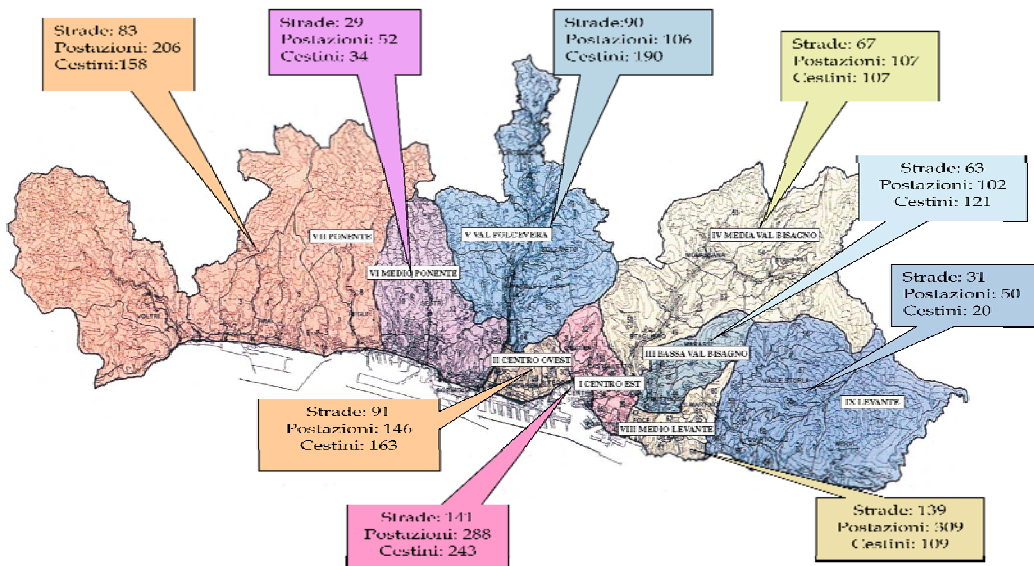 Strade: 83
Postazioni: 206
Cestini:158
Strade: 29
Postazioni: 52
Cestini: 34
Strade:90
Postazioni: 106
Cestini: 190
Strade: 67
Postazioni: 107
Cestini: 107
Strade: 63
Postazioni: 102
Cestini: 121
Strade: 31
Postazioni: 50
Cestini: 20
VII PONENTE
V VAL POLCEVERA
IV MEDIA VAL BISAGNO
VI MEDIO PONENTE
II CENTRO OVEST
III BASSA VAL BISAGNO
I CENTRO EST
IX LEVANTE
VIII MEDIO LEVANTE
VOLTRI
Strade: 91
Postazioni: 146
Cestini: 163
Strade: 141
Postazioni: 288
Cestini: 243
Strade: 139
Postazioni: 309
Cestini: 109